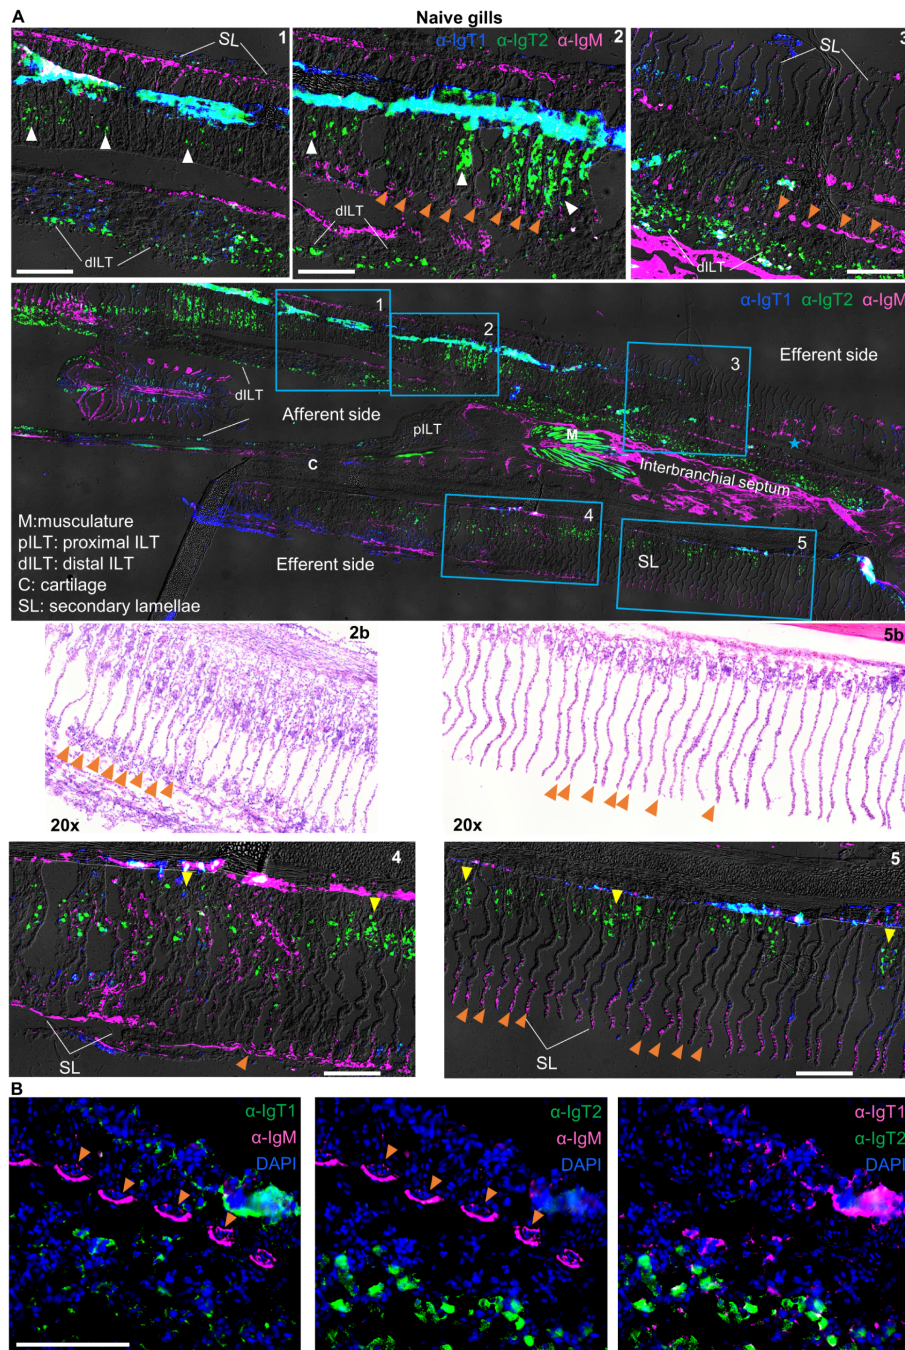 A
Naive gills
SL
1
α-IgT1 α-IgT2 α-IgM
2
SL
3
dILT
dILT
dILT
α-IgT1 α-IgT2 α-IgM
1
2
3
Efferent side
dILT
Afferent side
pILT
M
C
Interbranchial septum
4
5
SL
Efferent side
M:musculature
pILT: proximal ILT
dILT: distal ILT
C: cartilage
SL: secondary lamellae
2b
5b
20x
20x
4
5
SL
SL
B
α-IgT1
α-IgM
DAPI
α-IgT2
α-IgM
DAPI
α-IgT1
α-IgT2
DAPI